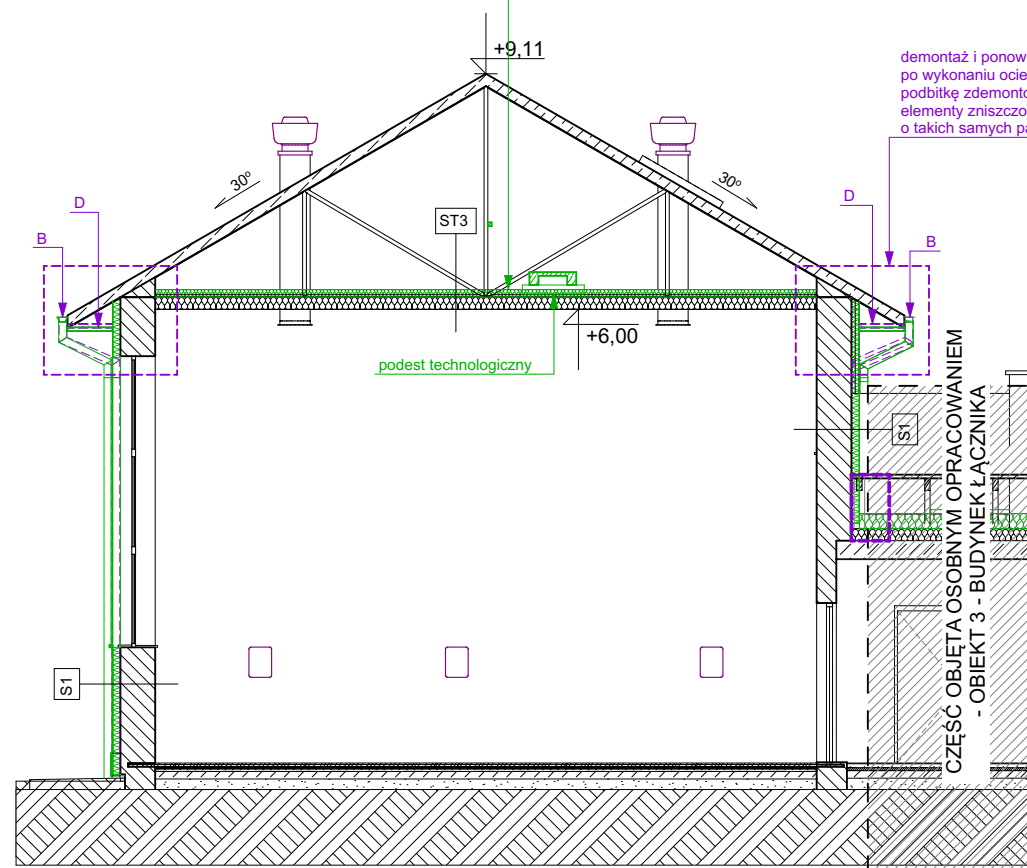 +9,11
demontaż i ponow
po wykonaniu ocie
podbitkę zdemonto
elementy zniszczo
o takich samych pa
30°
30°
D
ST3
D
B
B
+6,00
podest technologiczny
S1
CZĘŚĆ OBJĘTA OSOBNYM OPRACOWANIEM
- OBIEKT 3 - BUDYNEK ŁĄCZNIKA
S1